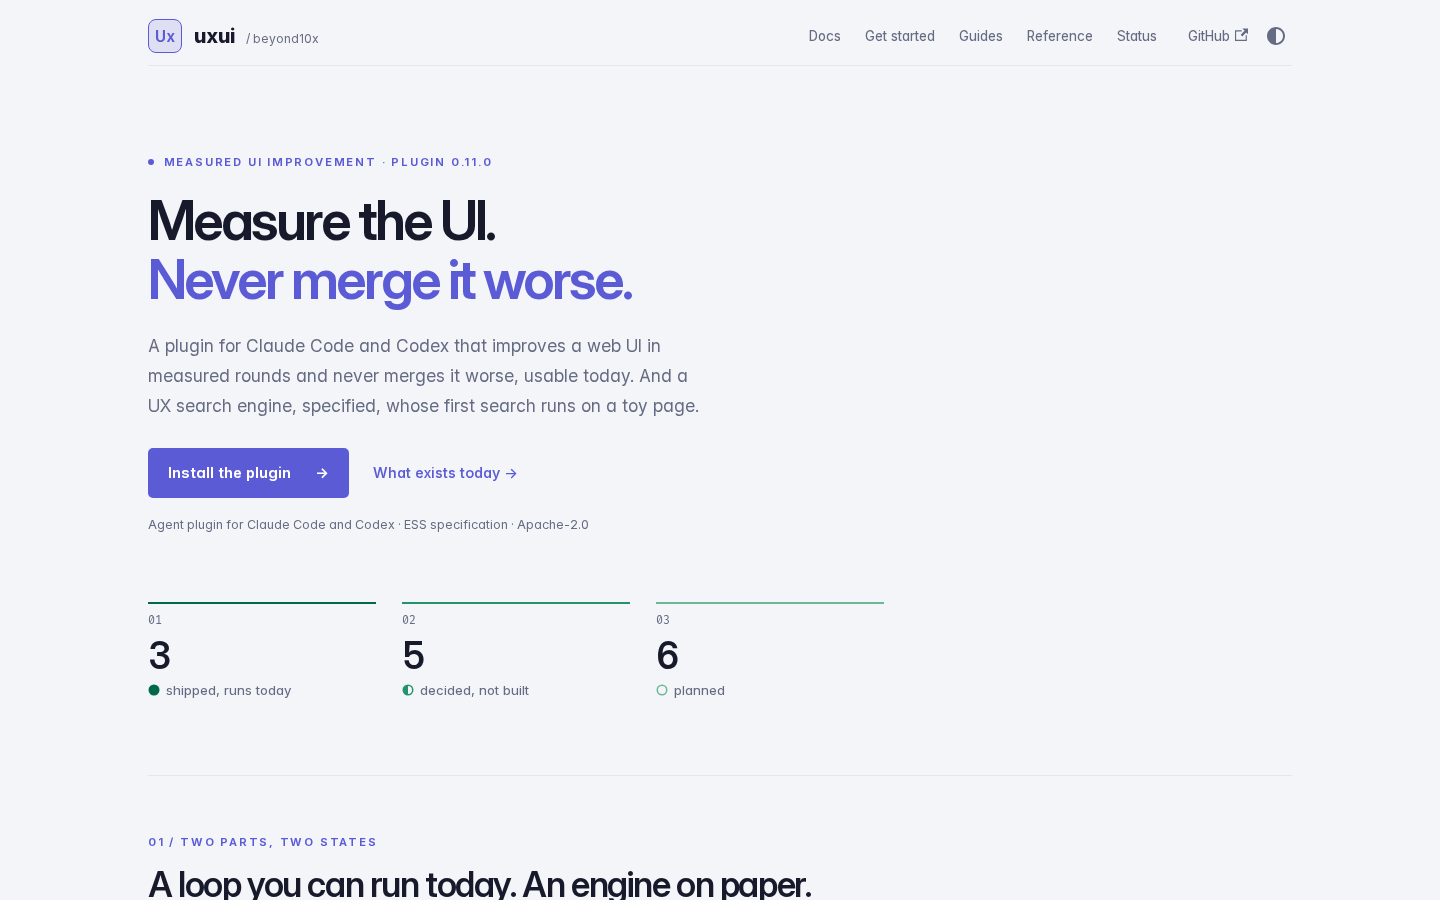 Ux uxui / beyond10x Docs Get started Guides Reference Status GitHub
MEASURED UI IMPROVEMENT · PLUGIN 0.11.0
Measure the UI.
Never merge it worse.
A plugin for Claude Code and Codex that improves a web UI in
measured rounds and never merges it worse, usable today. And a
UX search engine, specified, whose first search runs on a toy page.
Install the plugin → What exists today →
Agent plugin for Claude Code and Codex · ESS specification · Apache-2.0
01 02 03
3 5 6
shipped, runs today decided, not built planned
01 / TWO PARTS, TWO STATES
A loop you can run today. An engine on paper.